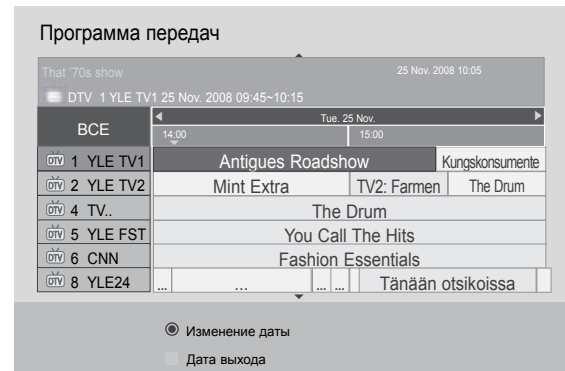 Программа передач
That '70s show 25 Nov. 2008 10:05
DTV 1 YLE TV1 25 Nov. 2008 09:45~10:15
ВСЕ
Tue. 25 Nov.
14:00 15:00
DTV 1 YLE TV1 Antigues Roadshow Kungskonsumente
DTV 2 YLE TV2 Mint Extra TV2: Farmen The Drum
DTV 4 TV.. The Drum
DTV 5 YLE FST You Call The Hits
DTV 6 CNN Fashion Essentials
DTV 8 YLE24 ... ... ... ... Tänään otsikoissa
Изменение даты
Дата выхода